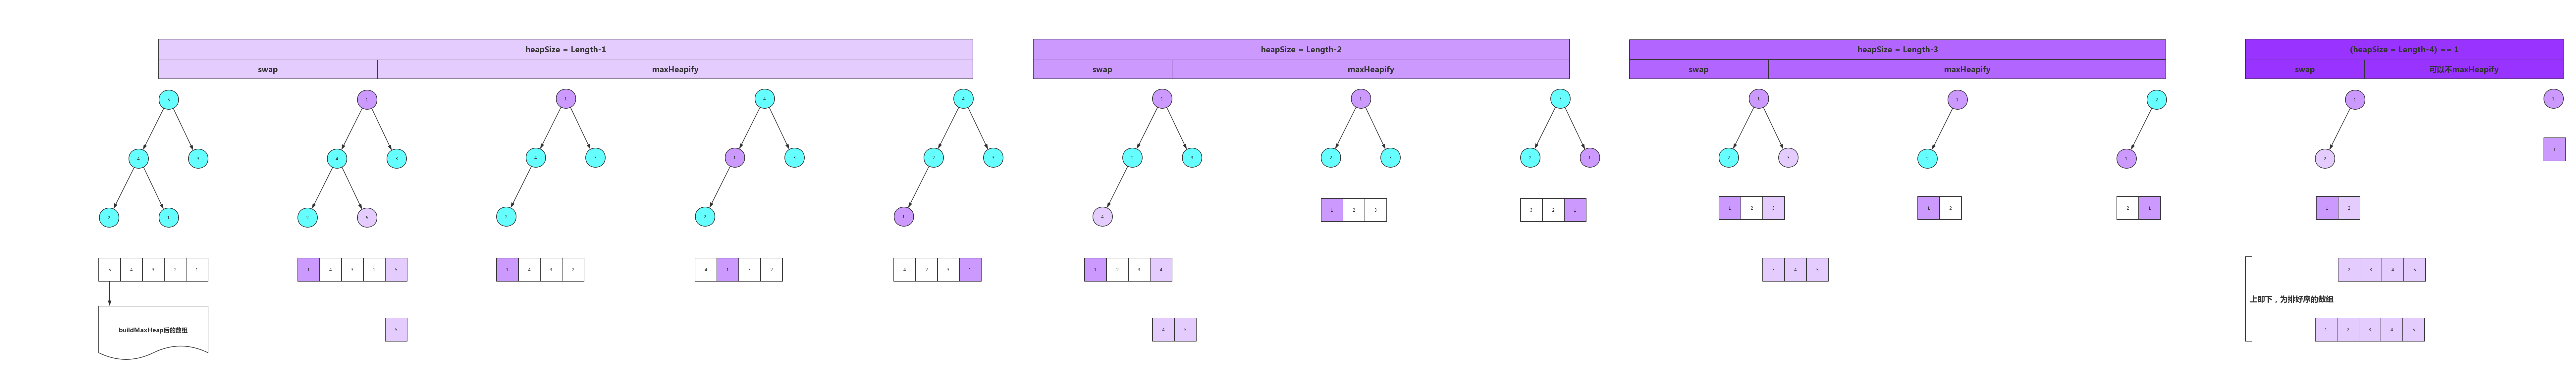 heapSize = Length-1
swap maxHeapify
heapSize = Length-2
swap maxHeapify
heapSize = Length-3
swap maxHeapify
(heapSize = Length-4) == 1
swap 可以不maxHeapify
5 1 1 4 4 1 1 3 1 1 2 1 1
4 3 4 3 4 3 1 3 2 3 2 3 2 3 2 1 2 3 2 1 2
1
2 1 2 5 2 2 1 4
1 2 3
3 2 1
1 2 3
1 2
2 1
1 2
5 4 3 2 1
1 4 3 2 5
1 4 3 2
4 1 3 2
4 2 3 1
1 2 3 4
3 4 5
2 3 4 5
上即下，为排好序的数组
buildMaxHeap后的数组
5
4 5
1 2 3 4 5